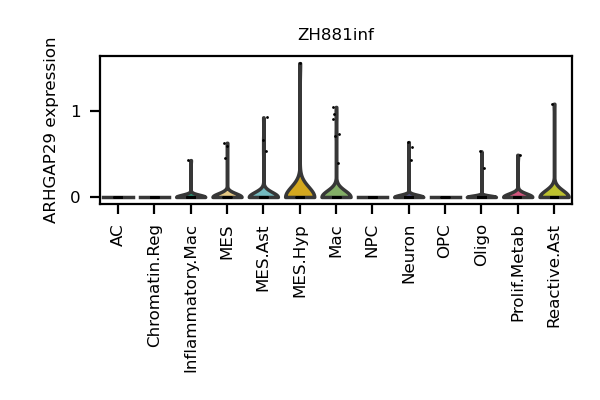 ZH881inf
ARHGAP29 expression
1
0
AC
Chromatin.Reg
Inflammatory.Mac
MES
MES.Ast
MES.Hyp
Mac
NPC
Neuron
OPC
Oligo
Prolif.Metab
Reactive.Ast